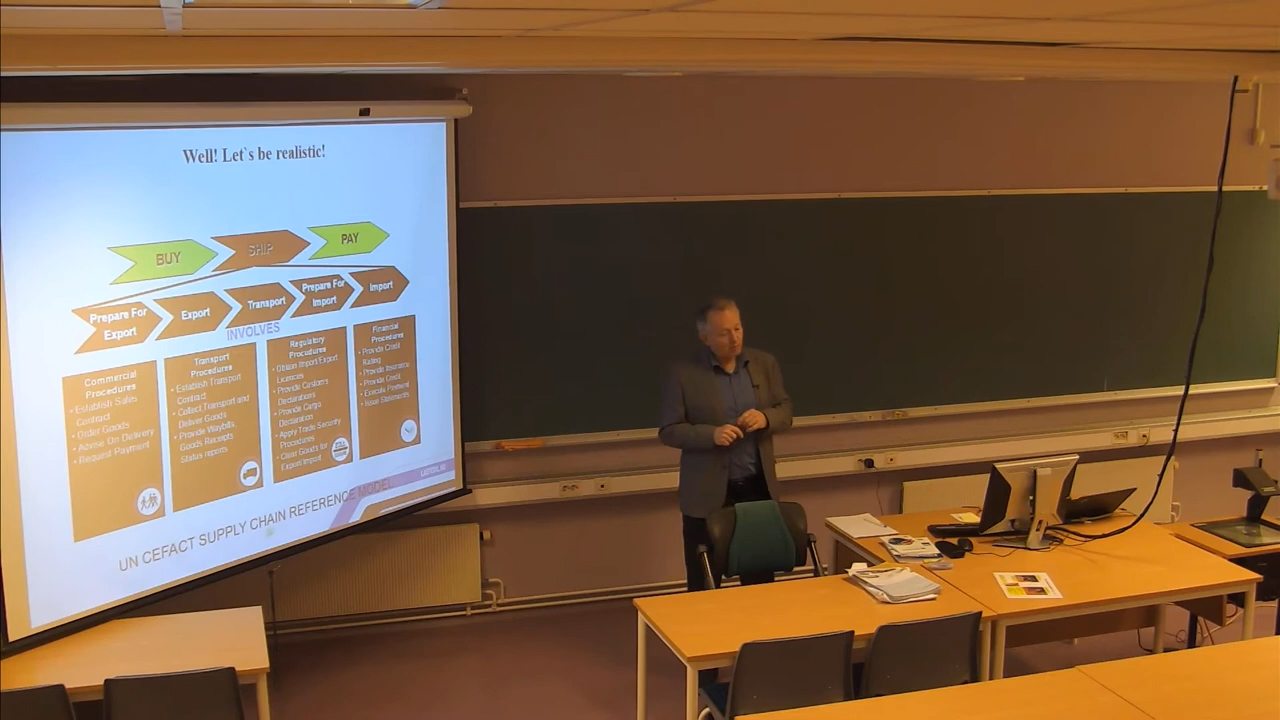 Well! Let`s be realistic!
BUY
SHIP
PAY
Prepare For
Export
Export
Transport
Prepare For
Import
Import
INVOLVES
Commercial
Procedures
• Establish Sales
Contract
• Order Goods
• Advise On Delivery
• Request Payment
Transport
Procedures
• Establish Transport
Contract
• Collect,Transport and
Deliver Goods
• Provide Waybills,
Goods Receipts
Status reports
Regulatory
Procedures
• Obtain Import/Export
Licences
• Provide Customs
Declarations
• Provide Cargo
Declaration
• Apply Trade Security
Procedures
• Clear Goods for
Export/Import
Financial
Procedures
• Provide Credit
Rating
• Provide Insurance
• Provide Credit
• Execute Payment
• Issue Statements
UN CEFACT SUPPLY CHAIN REFERENCE MODEL